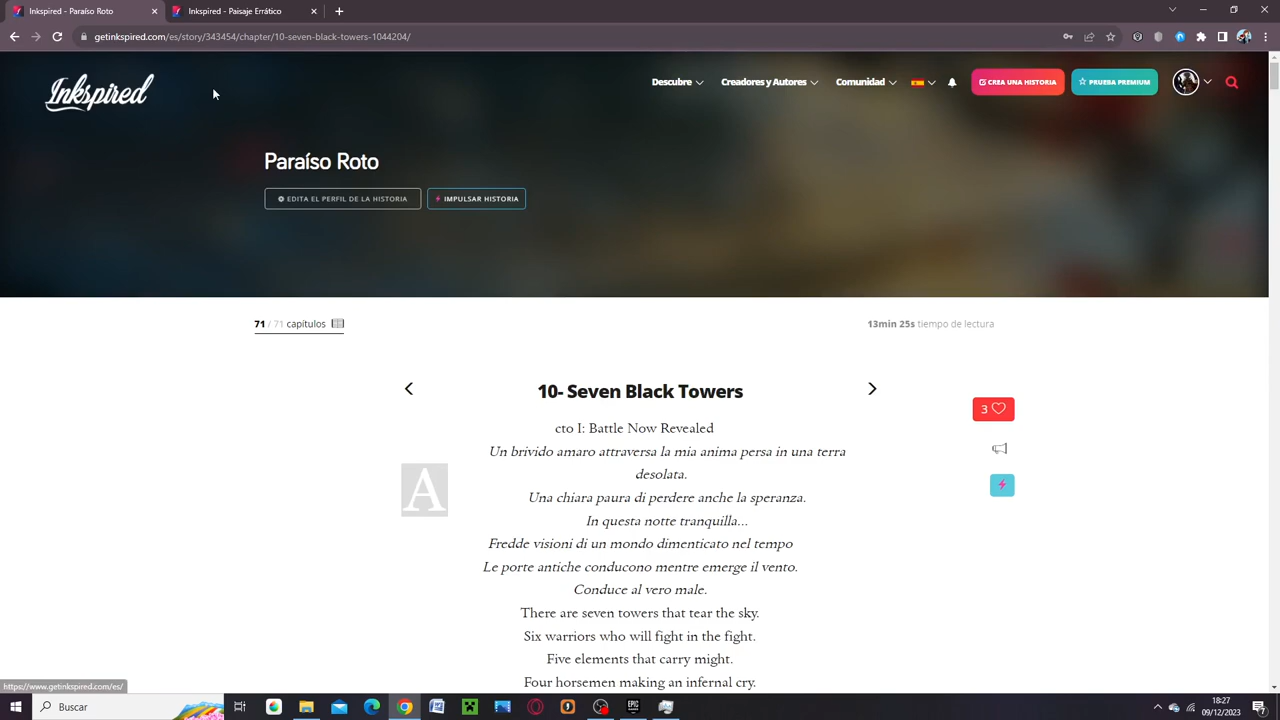 Inkspired - Paraíso Roto
Inkspired - Paisaje Errático
getinkspired.com/es/story/343454/chapter/10-seven-black-towers-1044204/
Inkspired
Descubre
Creadores y Autores
Comunidad
CREA UNA HISTORIA
PRUEBA PREMIUM
Paraíso Roto
EDITA EL PERFIL DE LA HISTORIA
IMPULSAR HISTORIA
71 / 71 capítulos
13min 25s tiempo de lectura
10- Seven Black Towers
3
A
cto I: Battle Now Revealed
Un brivido amaro attraversa la mia anima persa in una terra
desolata.
Una chiara paura di perdere anche la speranza.
In questa notte tranquilla...
Fredde visioni di un mondo dimenticato nel tempo
Le porte antiche conducono mentre emerge il vento.
Conduce al vero male.
There are seven towers that tear the sky.
Six warriors who will fight in the fight.
Five elements that carry might.
Four horsemen making an infernal cry.
https://www.getinkspired.com/es/
Buscar
EPIC
18:27
09/12/2023